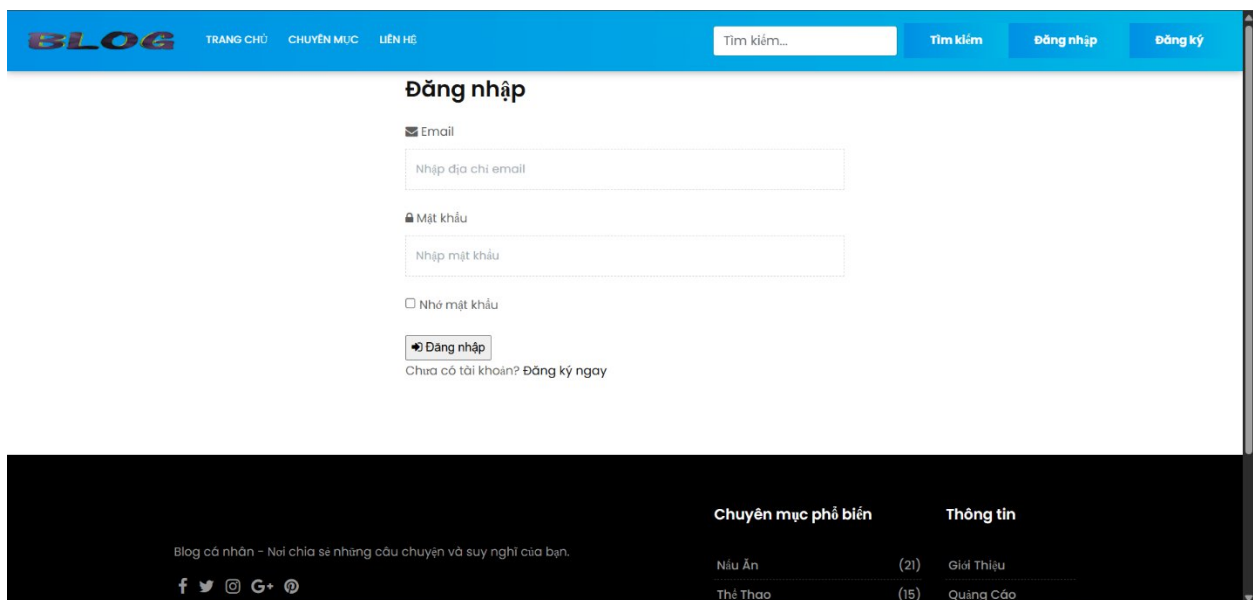 BLOG TRANG CHỦ CHUYÊN MỤC LIÊN HỆ Tìm kiếm... Tìm kiếm Đăng nhập Đăng ký
Đăng nhập
Email
Nhập địa chỉ email
Mật khẩu
Nhập mật khẩu
Nhớ mật khẩu
Đăng nhập
Chưa có tài khoản? Đăng ký ngay
Chuyên mục phổ biến Thông tin
Blog cá nhân - Nơi chia sẻ những câu chuyện và suy nghĩ của bạn.
Nấu Ăn (21) Giới Thiệu
Thể Thao (15) Quảng Cáo